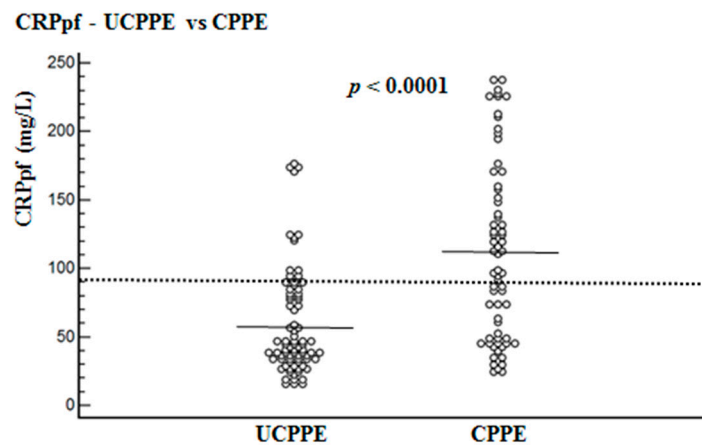 CRPpf - UCPPE vs CPPE
p < 0.0001
CRPpf (mg/L)
250
200
150
100
50
0
UCPPE
CPPE